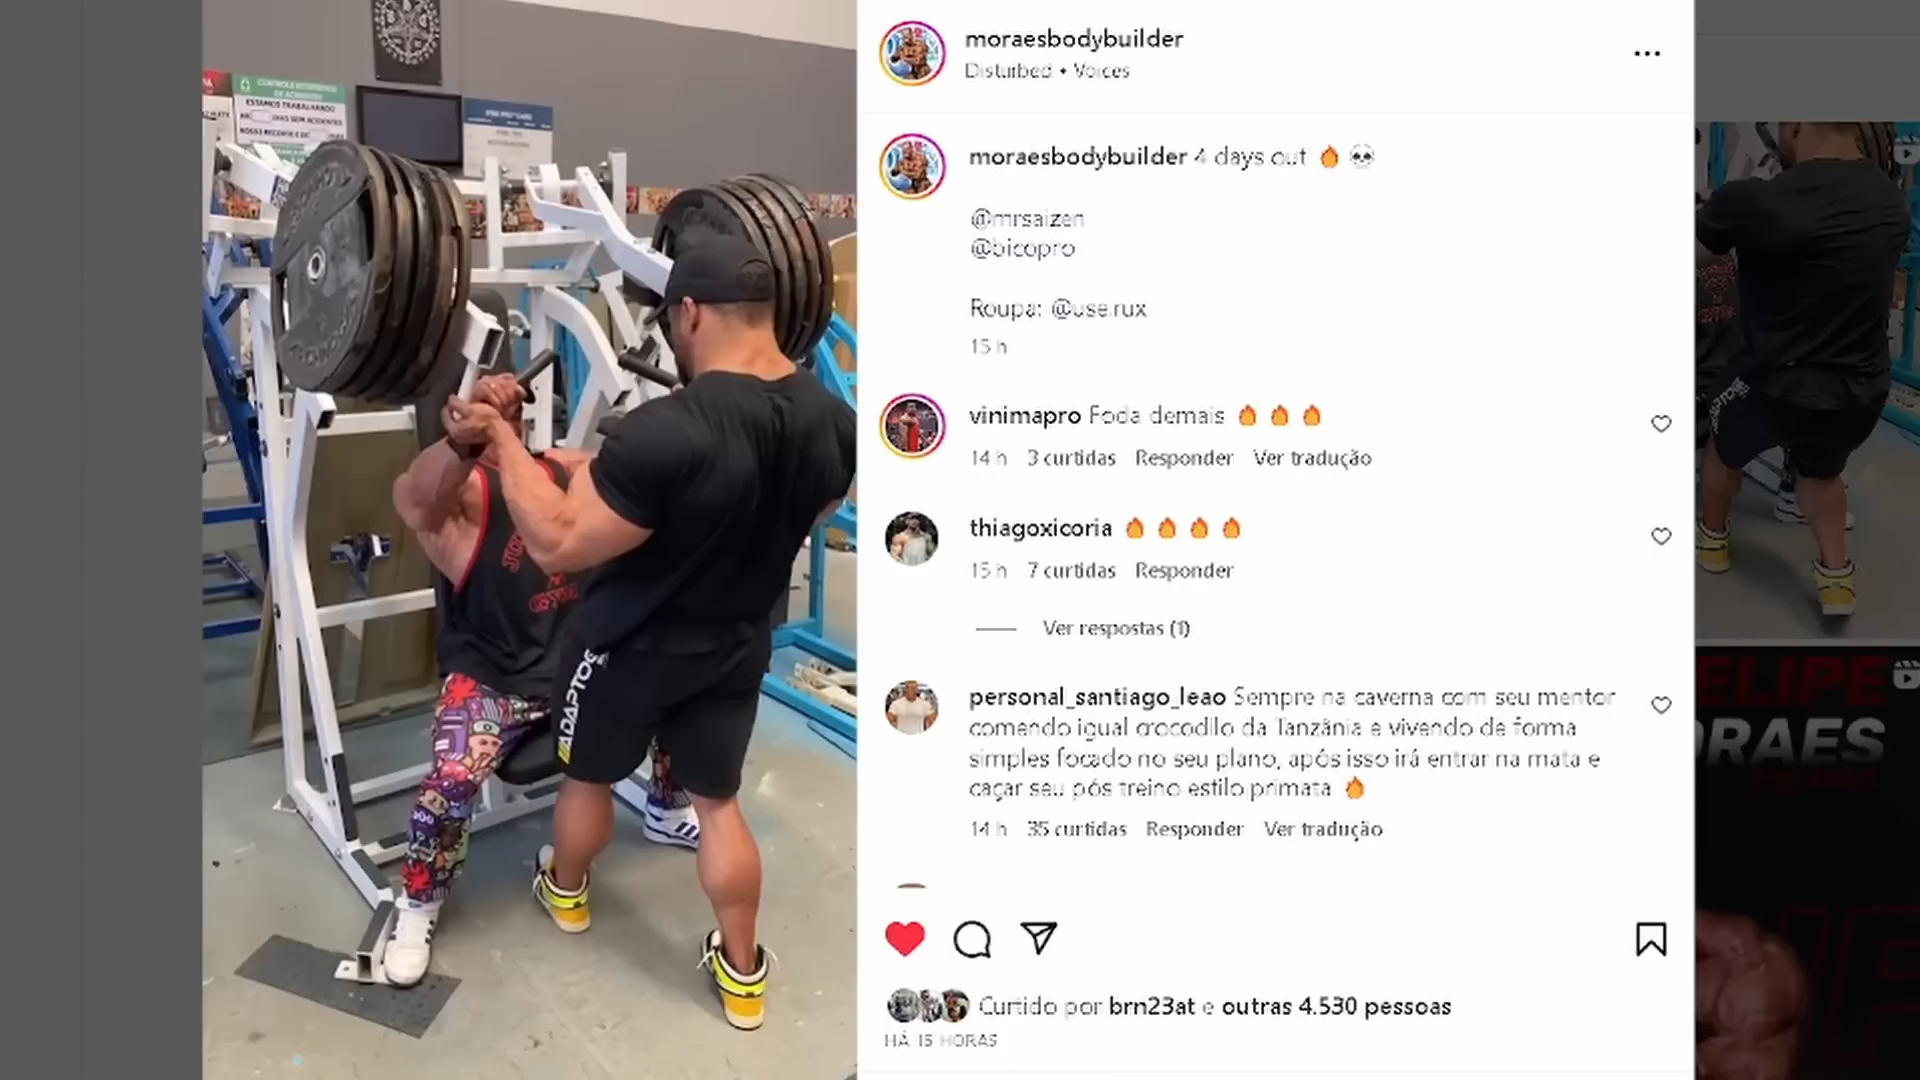 CONTROLE ESTATÍSTICO
DE ACIDENTES
ESTAMOS TRABALHANDO
DIAS SEM ACIDENTES
NOSSO RECORDE É DE
ADAPTOG
moraesbodybuilder
Disturbed • Voices
moraesbodybuilder 4 days out 🔥 💀
@mrsaizen
@bicopro
Roupa: @use.rux
15 h
vinimapro Foda demais 🔥 🔥 🔥
14 h 3 curtidas Responder Ver tradução
thiagoxicoria 🔥 🔥 🔥 🔥
15 h 7 curtidas Responder
Ver respostas (1)
personal_santiago_leao Sempre na caverna com seu mentor
comendo igual crocodilo da Tanzânia e vivendo de forma
simples focado no seu plano, após isso irá entrar na mata e
caçar seu pós treino estilo primata 🔥
14 h 35 curtidas Responder Ver tradução
Curtido por brn23at e outras 4.530 pessoas
HÁ 15 HORAS
ELIPE
ORAES